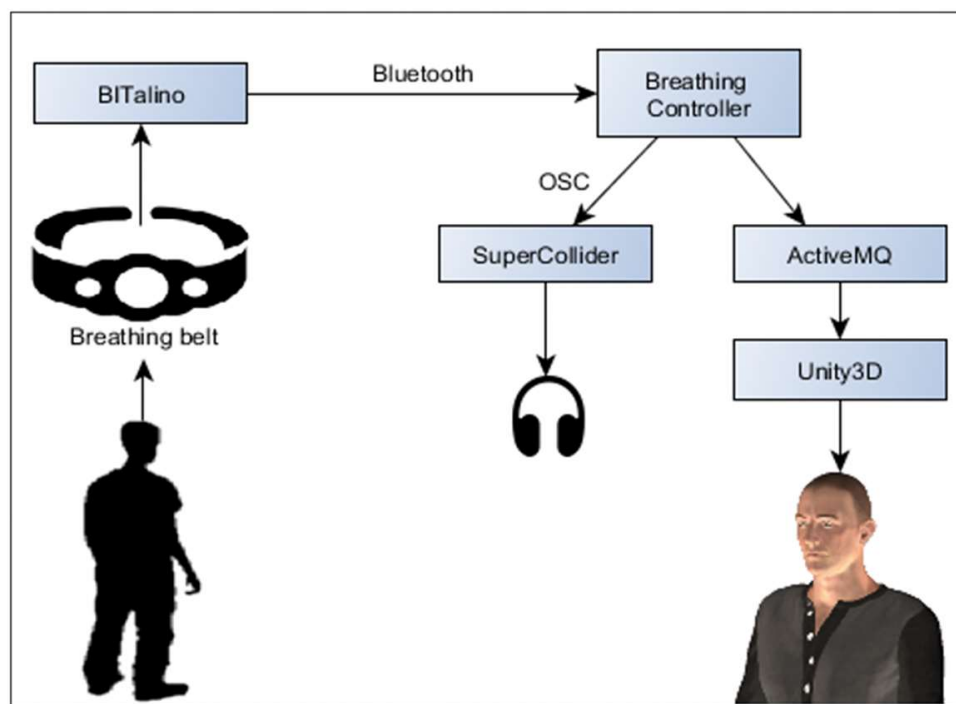 BITalino
Bluetooth
Breathing
Controller
OSC
SuperCollider
ActiveMQ
Breathing belt
Unity3D